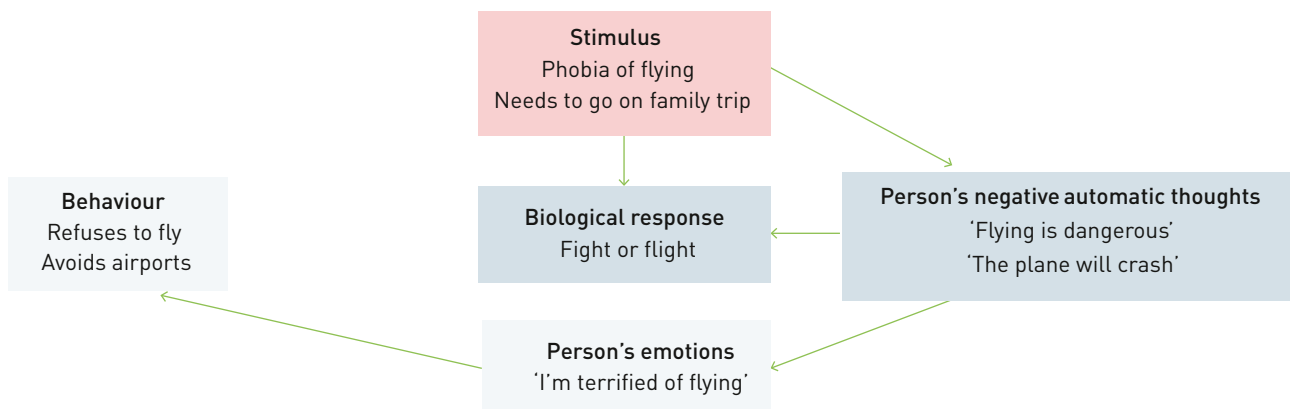 Stimulus
Phobia of flying
Needs to go on family trip
Behaviour
Refuses to fly
Avoids airports
Biological response
Fight or flight
Person’s negative automatic thoughts
‘Flying is dangerous’
‘The plane will crash’
Person’s emotions
‘I’m terrified of flying’